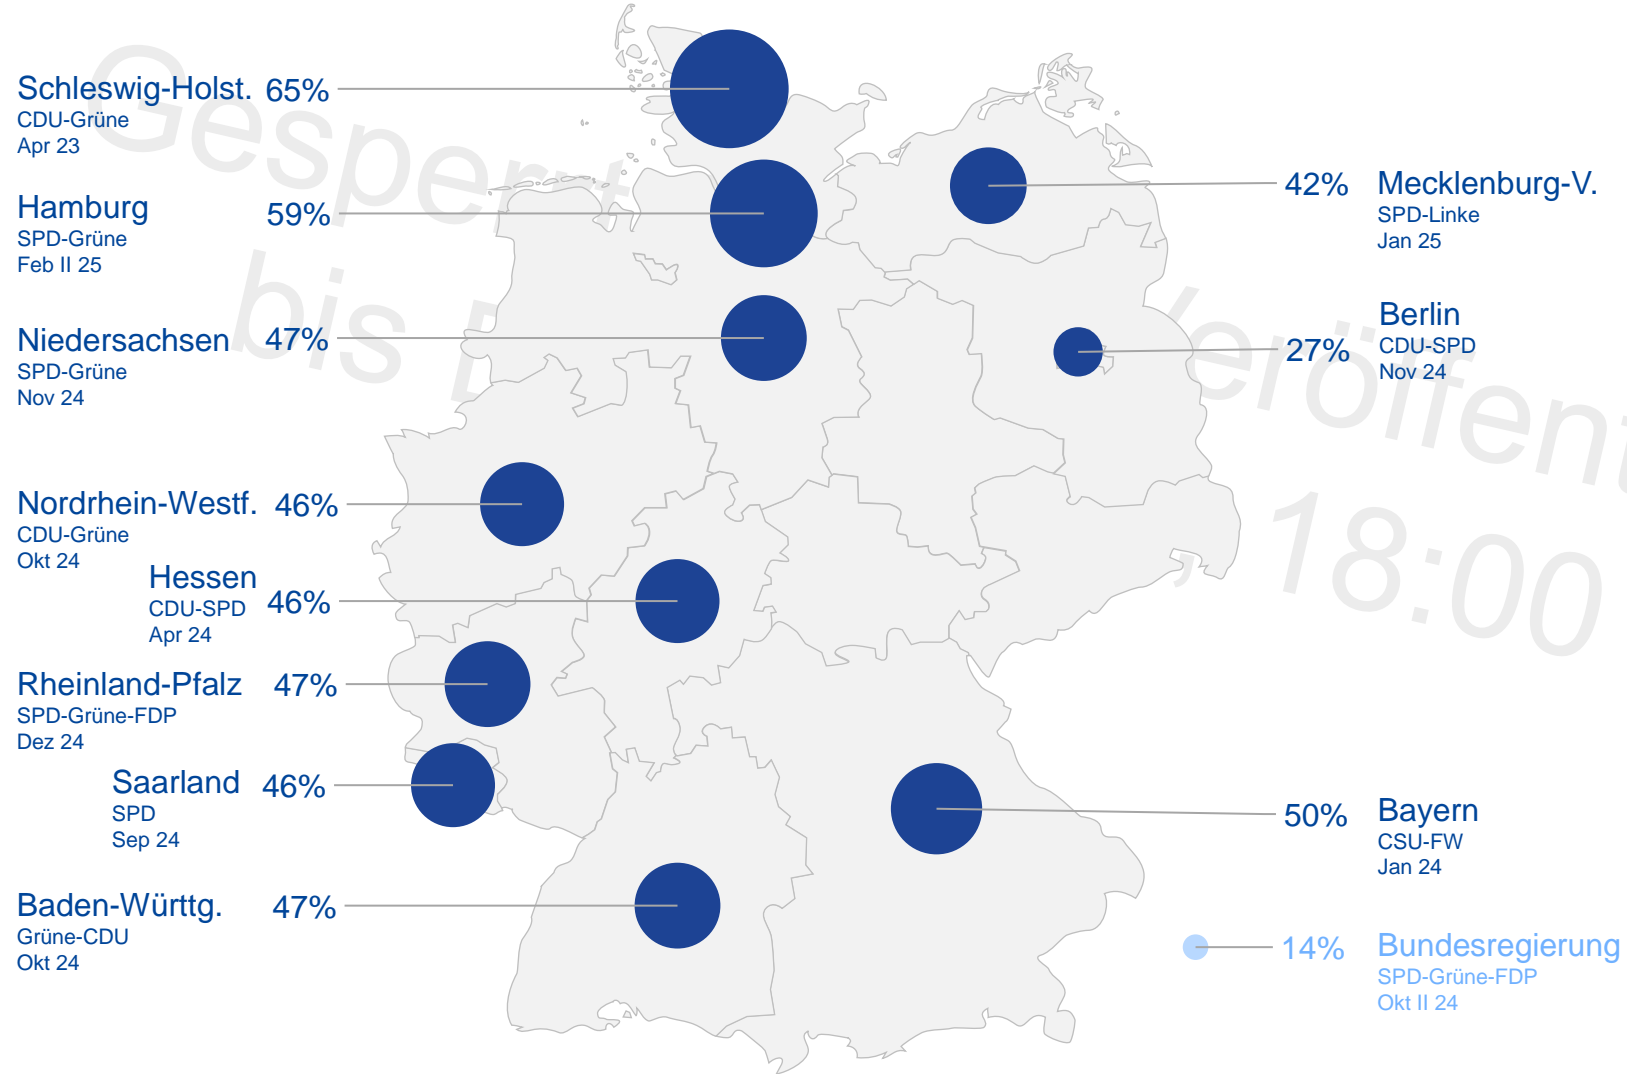 Schleswig-Holst. 65%
CDU-Grüne
Apr 23
Hamburg 59%
SPD-Grüne
Feb II 25
Niedersachsen 47%
SPD-Grüne
Nov 24
Nordrhein-Westf. 46%
CDU-Grüne
Okt 24
Hessen 46%
CDU-SPD
Apr 24
Rheinland-Pfalz 47%
SPD-Grüne-FDP
Dez 24
Saarland 46%
SPD
Sep 24
Baden-Württg. 47%
Grüne-CDU
Okt 24
42% Mecklenburg-V.
SPD-Linke
Jan 25
27% Berlin
CDU-SPD
Nov 24
50% Bayern
CSU-FW
Jan 24
14% Bundesregierung
SPD-Grüne-FDP
Okt II 24
Gesperrt
bis
, 18:00